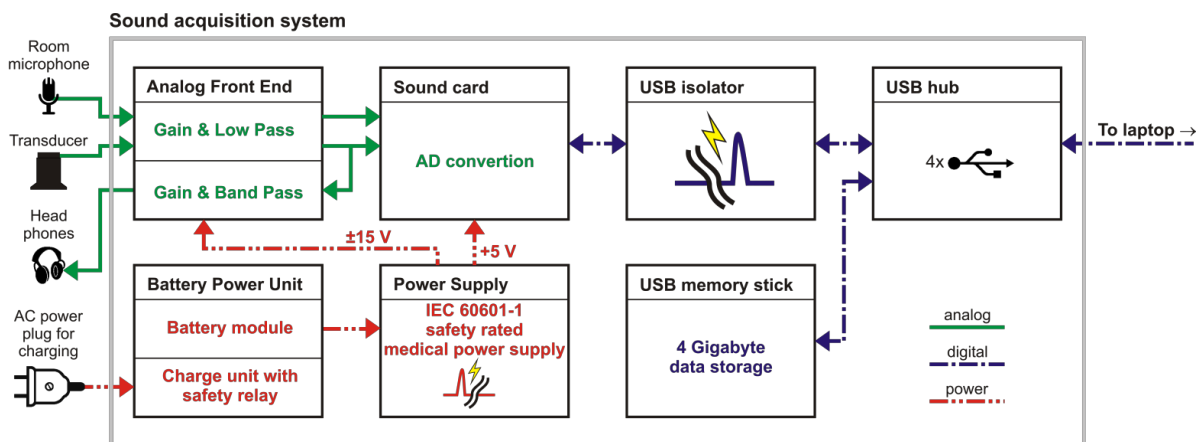 Sound acquisition system
Room
microphone
Transducer
Head
phones
AC power
plug for
charging
Analog Front End
Gain & Low Pass
Gain & Band Pass
Sound card
AD convertion
USB isolator
USB hub
4x
To laptop →
±15 V
+5 V
Battery Power Unit
Battery module
Charge unit with
safety relay
Power Supply
IEC 60601-1
safety rated
medical power supply
USB memory stick
4 Gigabyte
data storage
analog
digital
power